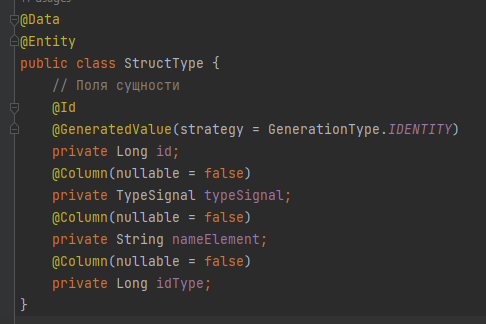 @Data
@Entity
public class StructType {
// Поля сущности
@Id
@GeneratedValue(strategy = GenerationType.IDENTITY)
private Long id;
@Column(nullable = false)
private TypeSignal typeSignal;
@Column(nullable = false)
private String nameElement;
@Column(nullable = false)
private Long idType;
}